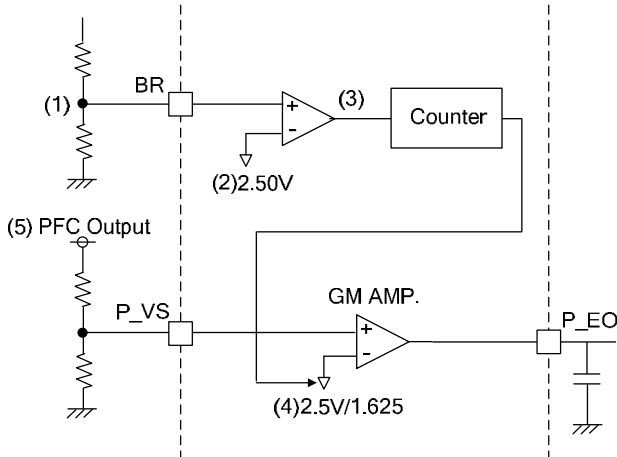 BR
(1)
(3)
+
-
Counter
(2)2.50V
(5) PFC Output
GM AMP.
P_VS
+
-
P_EO
(4)2.5V/1.625